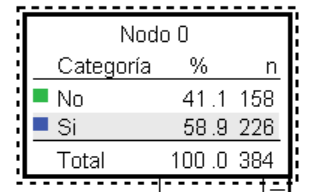 Nodo 0
Categoría % n
No 41.1 158
Si 58.9 226
Total 100.0 384